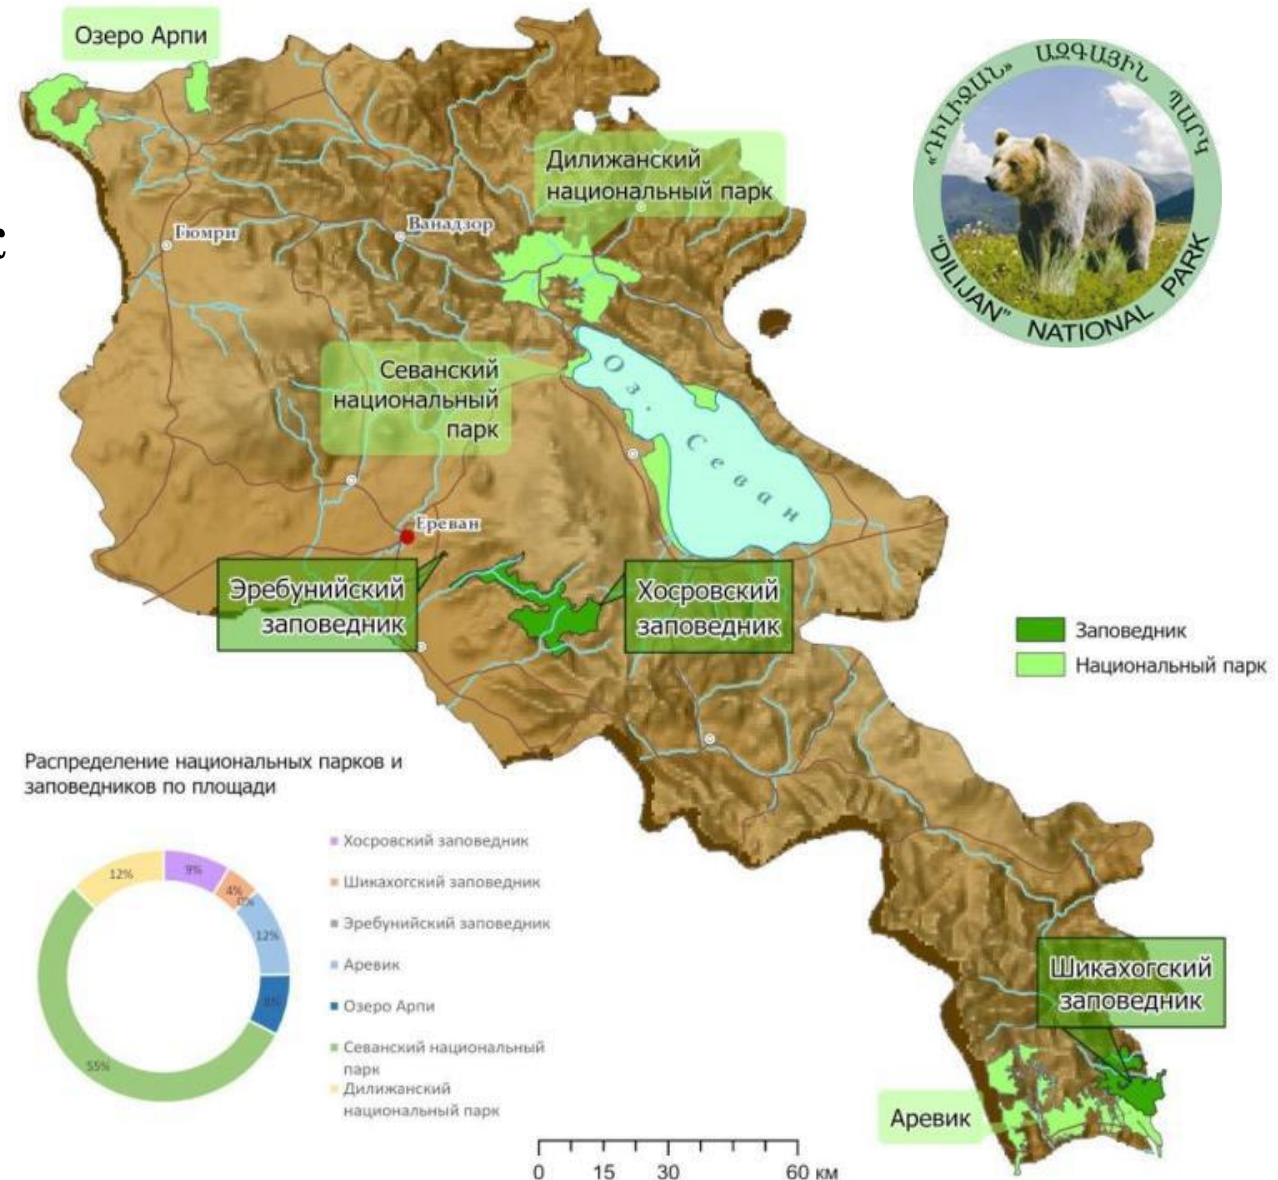 Озеро Арпи
«ԴԻԼԻՋԱՆ» ԱԶԳԱՅԻՆ ՊԱՐԿ
"DILIJAN" NATIONAL PARK
Дилижанский
национальный парк
Гюмри
Ванадзор
Севанский
национальный
парк
Оз. Севан
Ереван
Эребунийский
заповедник
Хосровский
заповедник
Заповедник
Национальный парк
Распределение национальных парков и
заповедников по площади
12%
9%
4%
0%
12%
8%
55%
Хосровский заповедник
Шикахогский заповедник
Эребунийский заповедник
Аревик
Озеро Арпи
Севанский национальный
парк
Дилижанский
национальный парк
Шикахогский
заповедник
Аревик
0 15 30 60 км